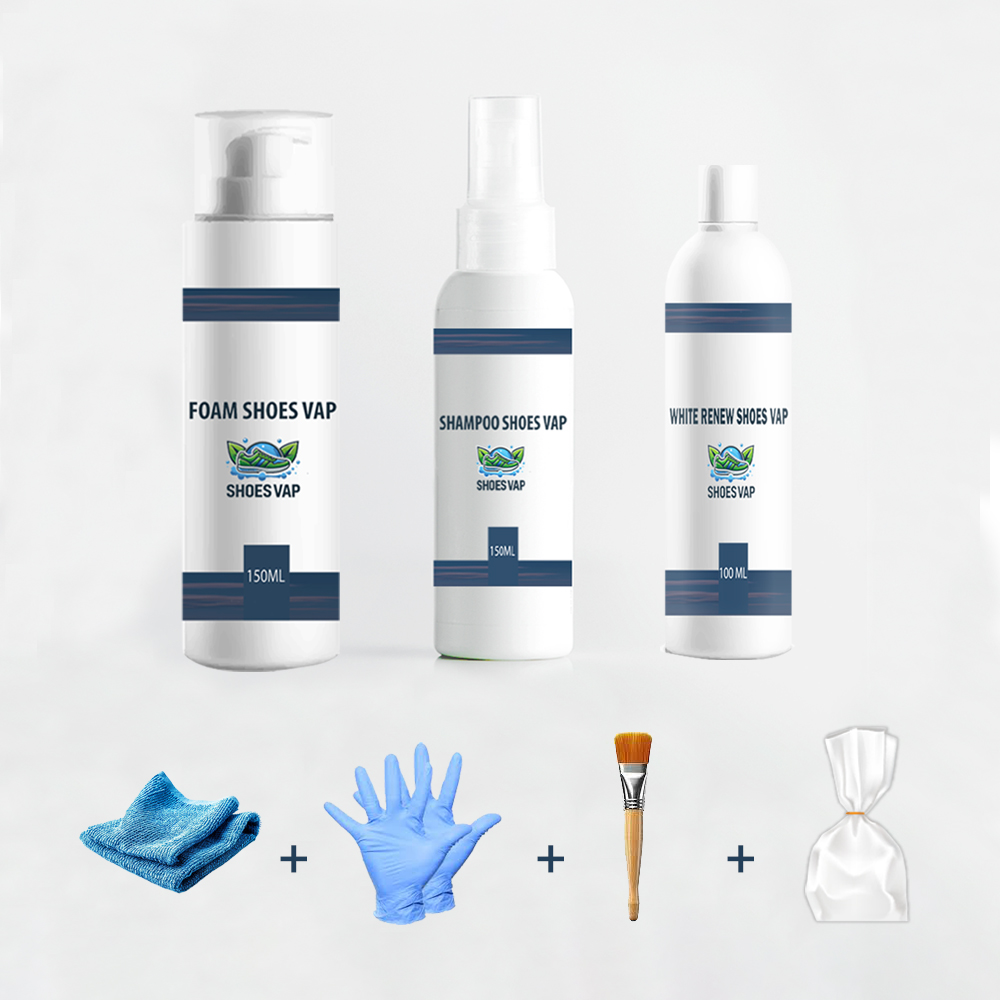 FOAM SHOES VAP
SHOES VAP
150ML
SHAMPOO SHOES VAP
SHOES VAP
150ML
WHITE RENEW SHOES VAP
SHOES VAP
100 ML
+ + +